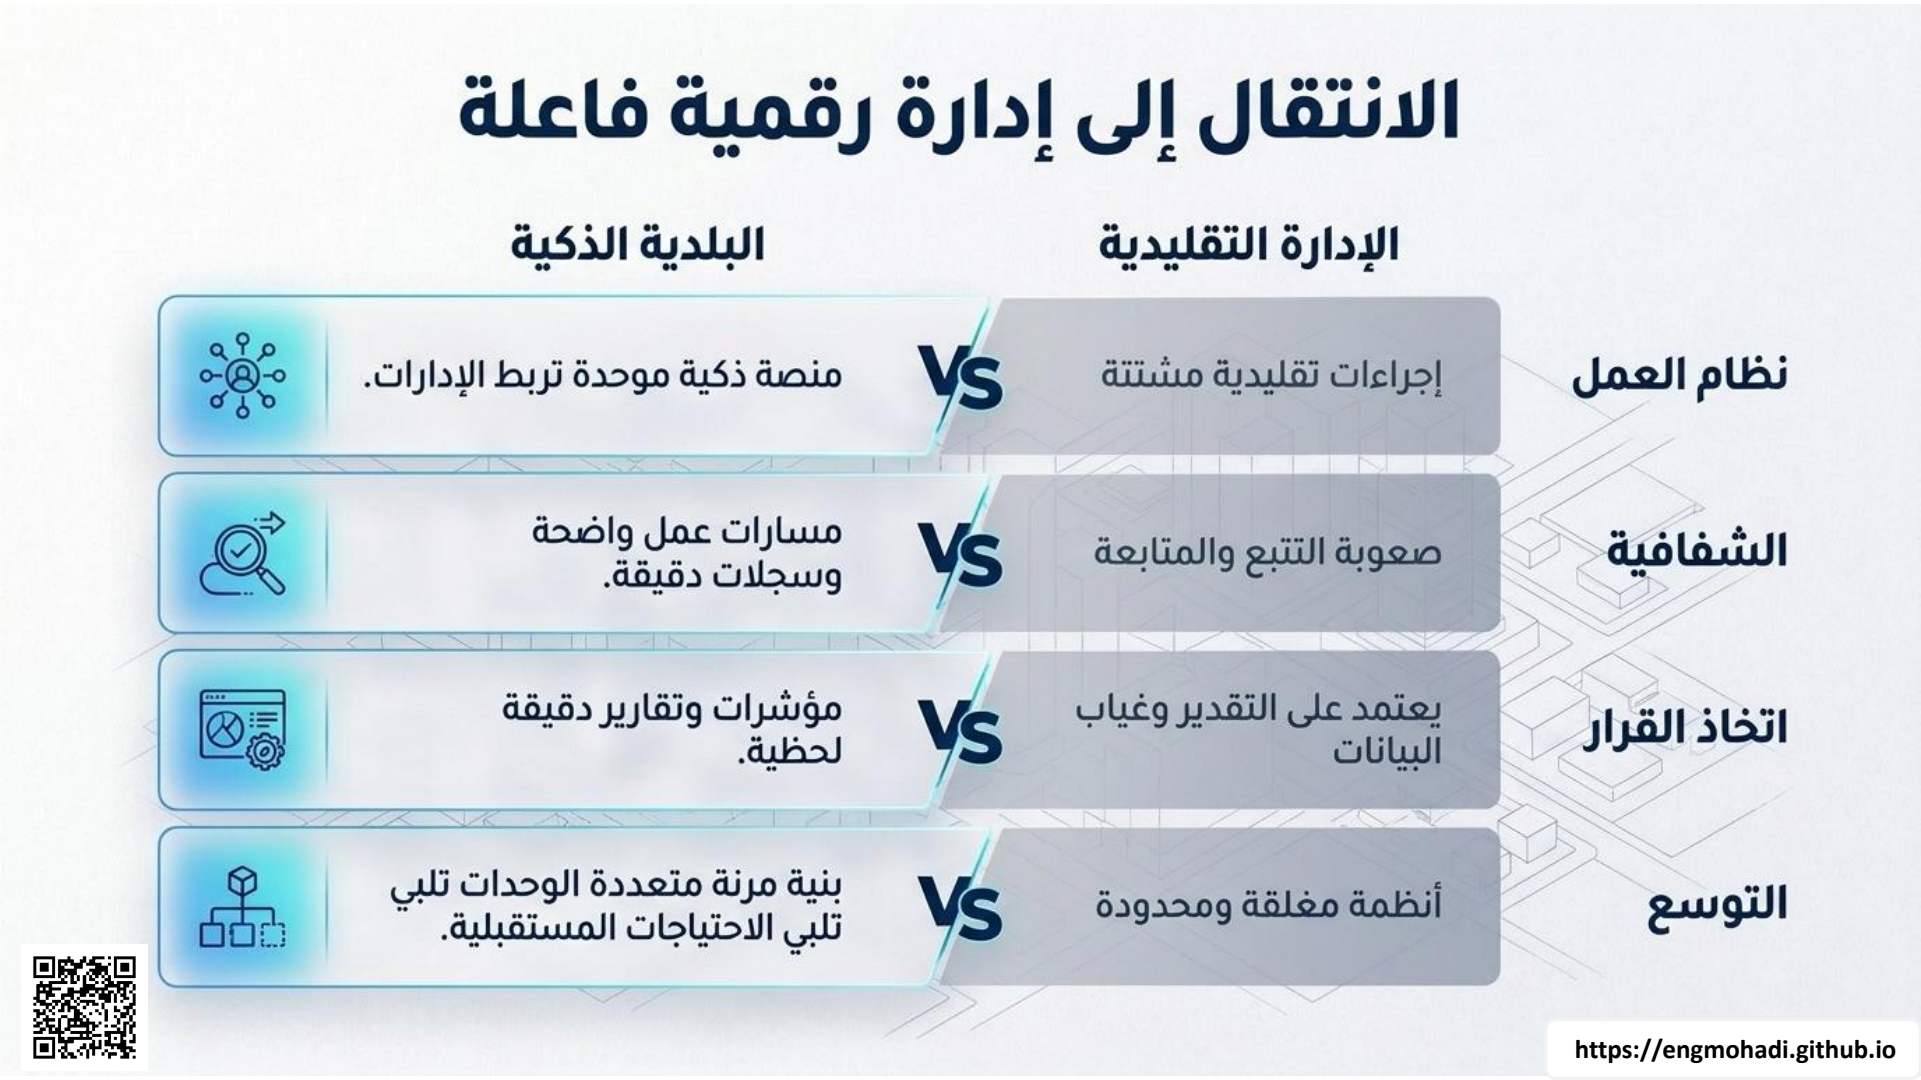 الانتقال إلى إدارة رقمية فاعلة
الإدارة التقليدية
البلدية الذكية
نظام العمل
إجراءات تقليدية مشتتة
VS
منصة ذكية موحدة تربط الإدارات.
الشفافية
صعوبة التتبع والمتابعة
VS
مسارات عمل واضحة
وسجلات دقيقة.
اتخاذ القرار
يعتمد على التقدير وغياب
البيانات
VS
مؤشرات وتقارير دقيقة
لحظية.
التوسع
أنظمة مغلقة ومحدودة
VS
بنية مرنة متعددة الوحدات تلبي
تلبي الاحتياجات المستقبلية.
https://engmohadi.github.io